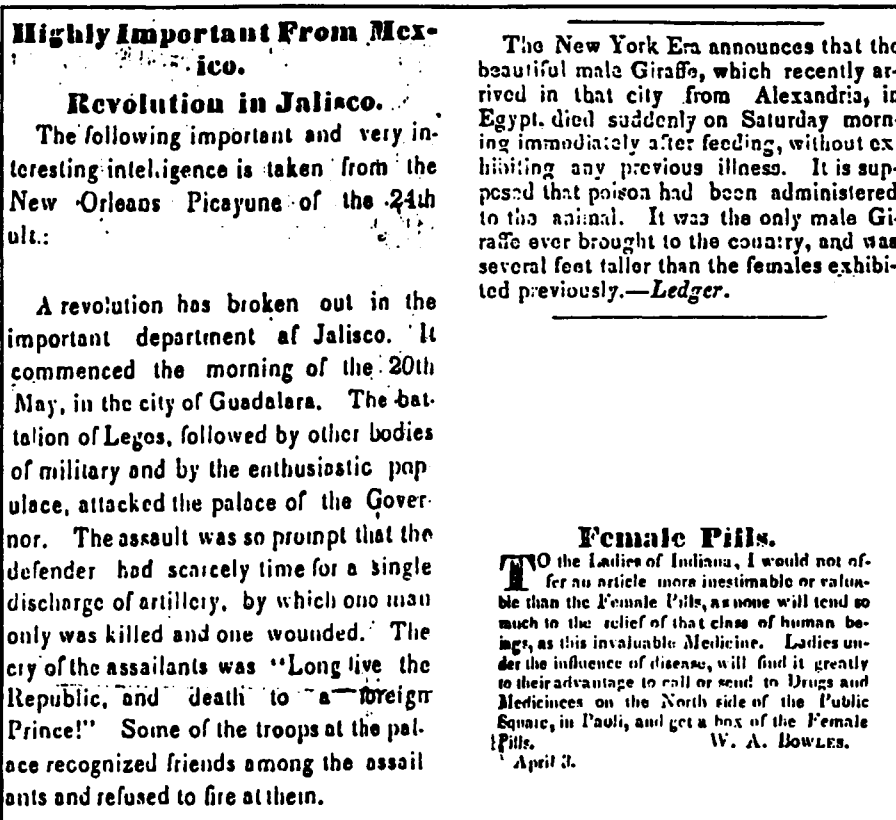 Highly Important From Mex-
ico.
Revolution in Jalisco.
The following important and very in-
teresting intelligence is taken from the
New Orleans Picayune of the 24th
ult.:
A revolution has broken out in the
important department af Jalisco. It
commenced the morning of the 20th
May, in the city of Guadalara. The bat-
talion of Legos, followed by other bodies
of military and by the enthusiastic pop
ulace, attacked the palace of the Gover-
nor. The assault was so prompt that the
defender had scarcely time for a single
discharge of artillery, by which one man
only was killed and one wounded. The
cry of the assailants was "Long live the
Republic, and death to a foreign
Prince!" Some of the troops at the pal-
ace recognized friends among the assail
ants and refused to fire at them.
The New York Era announces that the
beautiful male Giraffe, which recently ar-
rived in that city from Alexandria, in
Egypt, died suddenly on Saturday morn-
ing immediately after feeding, without ex
hibiting any previous illness. It is sup-
posed that poison had been administered
to the animal. It was the only male Gi-
raffe ever brought to the country, and was
several feet taller than the females exhibi-
ted previously.—Ledger.
Female Pills.
TO the Ladies of Indiana, I would not of-
fer an article more inestimable or valua-
ble than the Female Pills, as none will tend so
much to the relief of that class of human be-
ings, as this invaluable Medicine. Ladies un-
der the influence of disease, will find it greatly
to their advantage to call or send to Drugs and
Medicinces on the North side of the Public
Square, in Paoli, and get a box of the Female
Pills. W. A. BOWLES.
April 3.